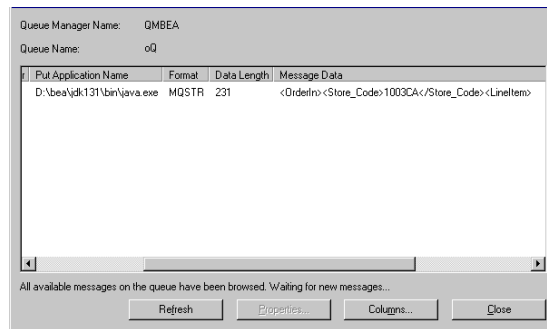 Queue Manager Name: QMBEA
Queue Name: oQ
r Put Application Name Format Data Length Message Data
D:\bea\jdk131\bin\java.exe MQSTR 231 <OrderIn><Store_Code>1003CA</Store_Code><LineItem>
All available messages on the queue have been browsed. Waiting for new messages...
Refresh Properties... Columns... Close